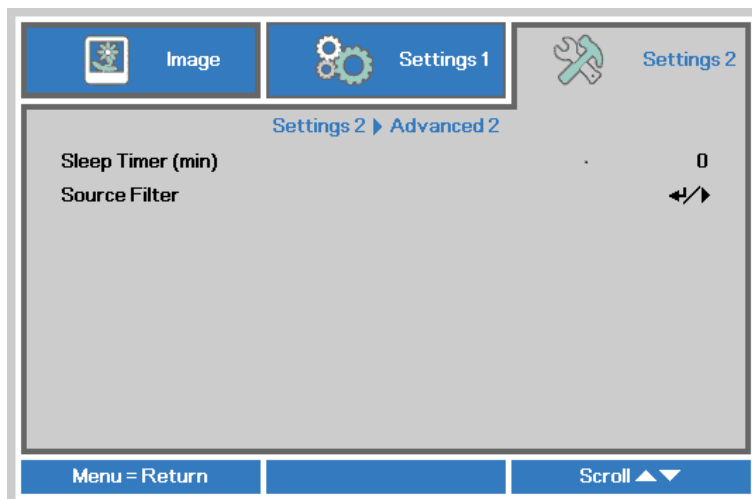 Image
Settings 1
Settings 2
Settings 2 ▶ Advanced 2
Sleep Timer (min) 0
Source Filter ↵/▶
Menu = Return
Scroll ▲▼